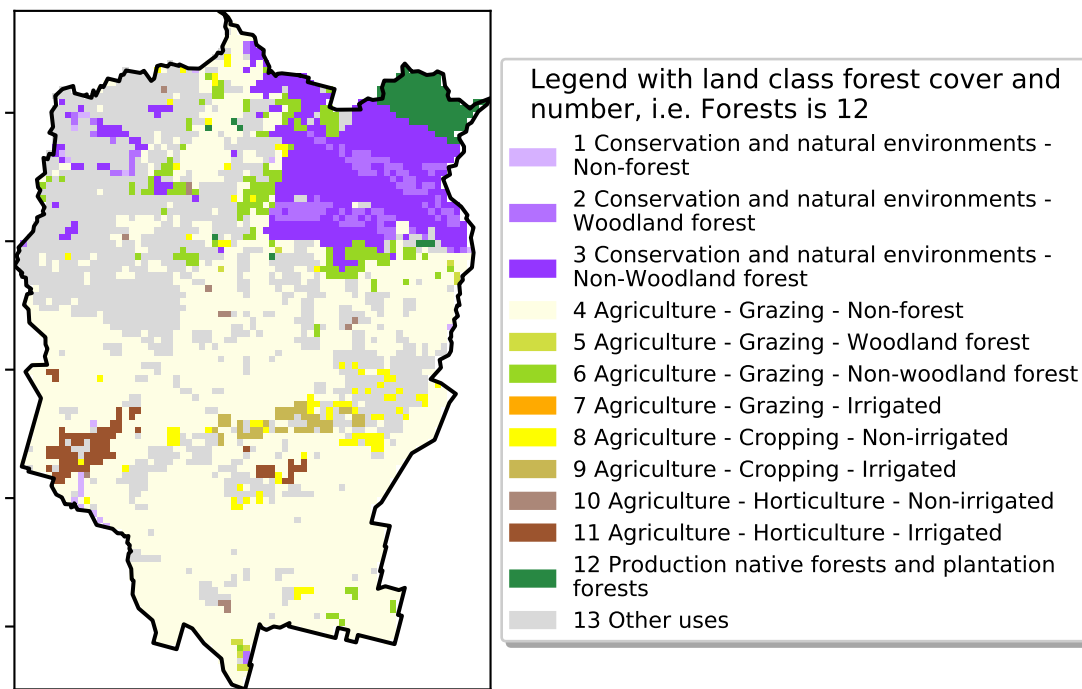 Legend with land class forest cover and
number, i.e. Forests is 12
1 Conservation and natural environments -
Non-forest
2 Conservation and natural environments -
Woodland forest
3 Conservation and natural environments -
Non-Woodland forest
4 Agriculture - Grazing - Non-forest
5 Agriculture - Grazing - Woodland forest
6 Agriculture - Grazing - Non-woodland forest
7 Agriculture - Grazing - Irrigated
8 Agriculture - Cropping - Non-irrigated
9 Agriculture - Cropping - Irrigated
10 Agriculture - Horticulture - Non-irrigated
11 Agriculture - Horticulture - Irrigated
12 Production native forests and plantation
forests
13 Other uses